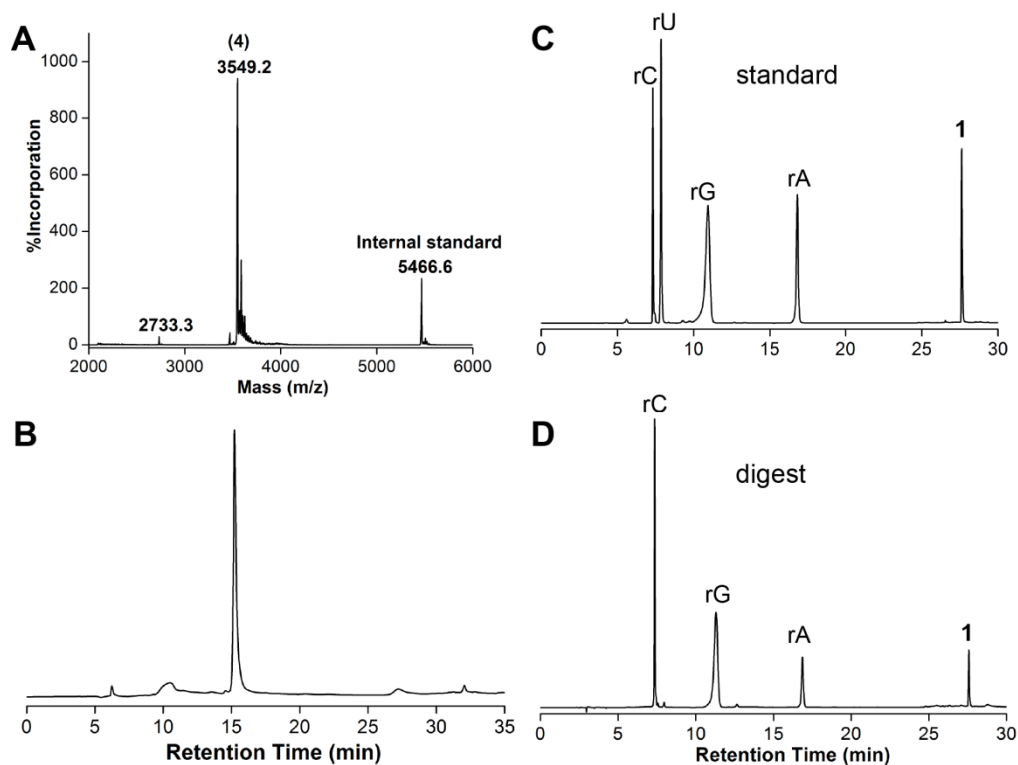 A
(4)
3549.2
1000
800
600
400
200
0
%Incorporation
Internal standard
5466.6
2733.3
2000 3000 4000 5000 6000
Mass (m/z)
B
0 5 10 15 20 25 30 35
Retention Time (min)
C
rU
rC
standard
1
rG
rA
0 5 10 15 20 25 30
D
rC
digest
rG
rA
1
0 5 10 15 20 25 30
Retention Time (min)